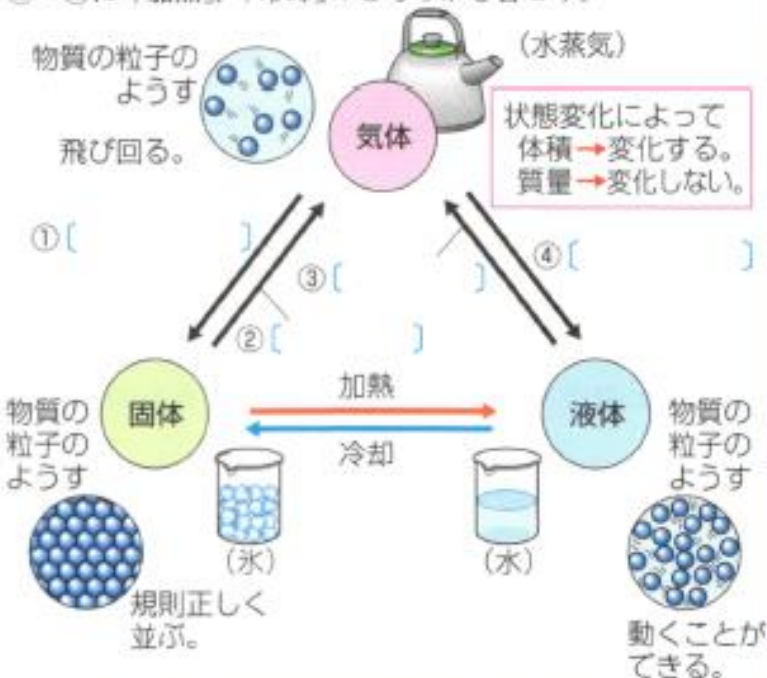 物質の粒子の
ようす
飛び回る。
気体
(水蒸気)
状態変化によって
体積→変化する。
質量→変化しない。
①〔 〕
②〔 〕
③〔 〕
④〔 〕
固体
加熱
冷却
液体
物質の
粒子の
ようす
(氷)
規則正しく
並ぶ。
(水)
物質の
粒子の
ようす
動くことが
できる。